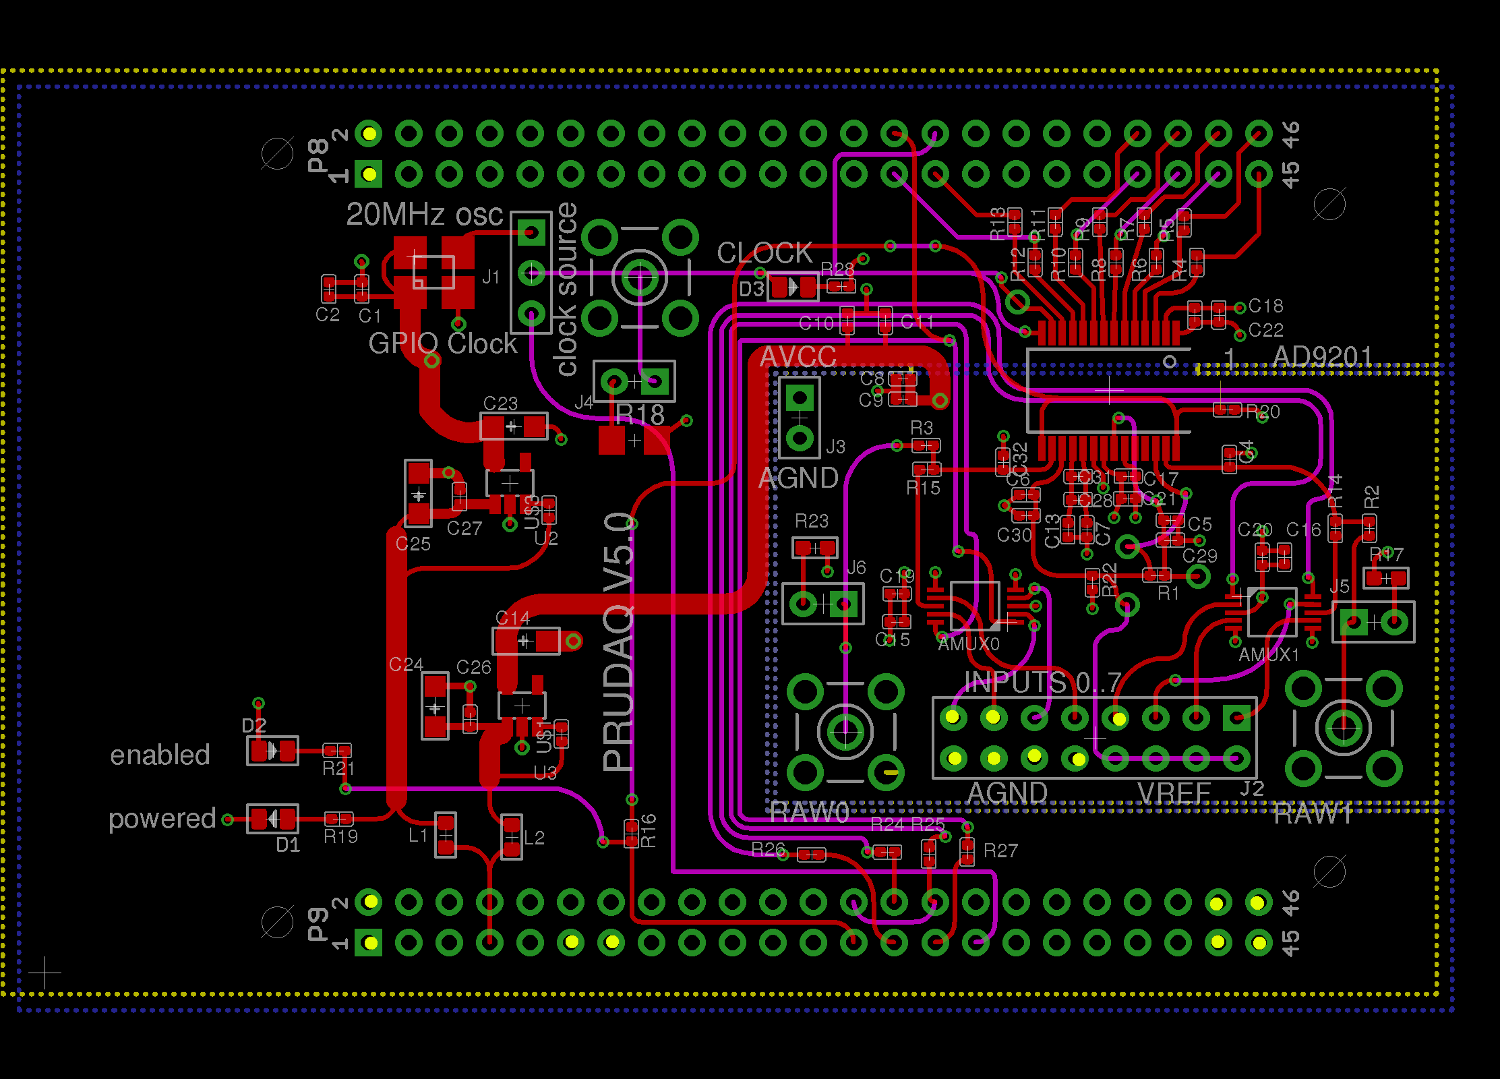 P8
2
1
46
45
20MHz osc
clock source
J1
C2
C1
GPIO Clock
CLOCK
D3
R28
C10
C11
R13
R11
R9
R7
R5
R12
R10
R8
R6
R4
C18
C22
AVCC
1
AD9201
J4
R18
C23
C8
C9
J3
AGND
R3
R15
R20
C4
C32
C6
C31
C28
C17
C21
C30
C13
C7
C5
C29
R14
R2
C20
C16
R17
C25
C27
U2
PRUDAQ V5.0
R23
J6
C19
C15
AMUX0
R22
R1
AMUX1
J5
C14
C24
C26
U3
INPUTS 0..7
AGND
VREF
J2
RAW0
RAW1
D2
enabled
R21
powered
D1
R19
L1
L2
R16
R26
R24
R25
R27
P9
2
1
46
45